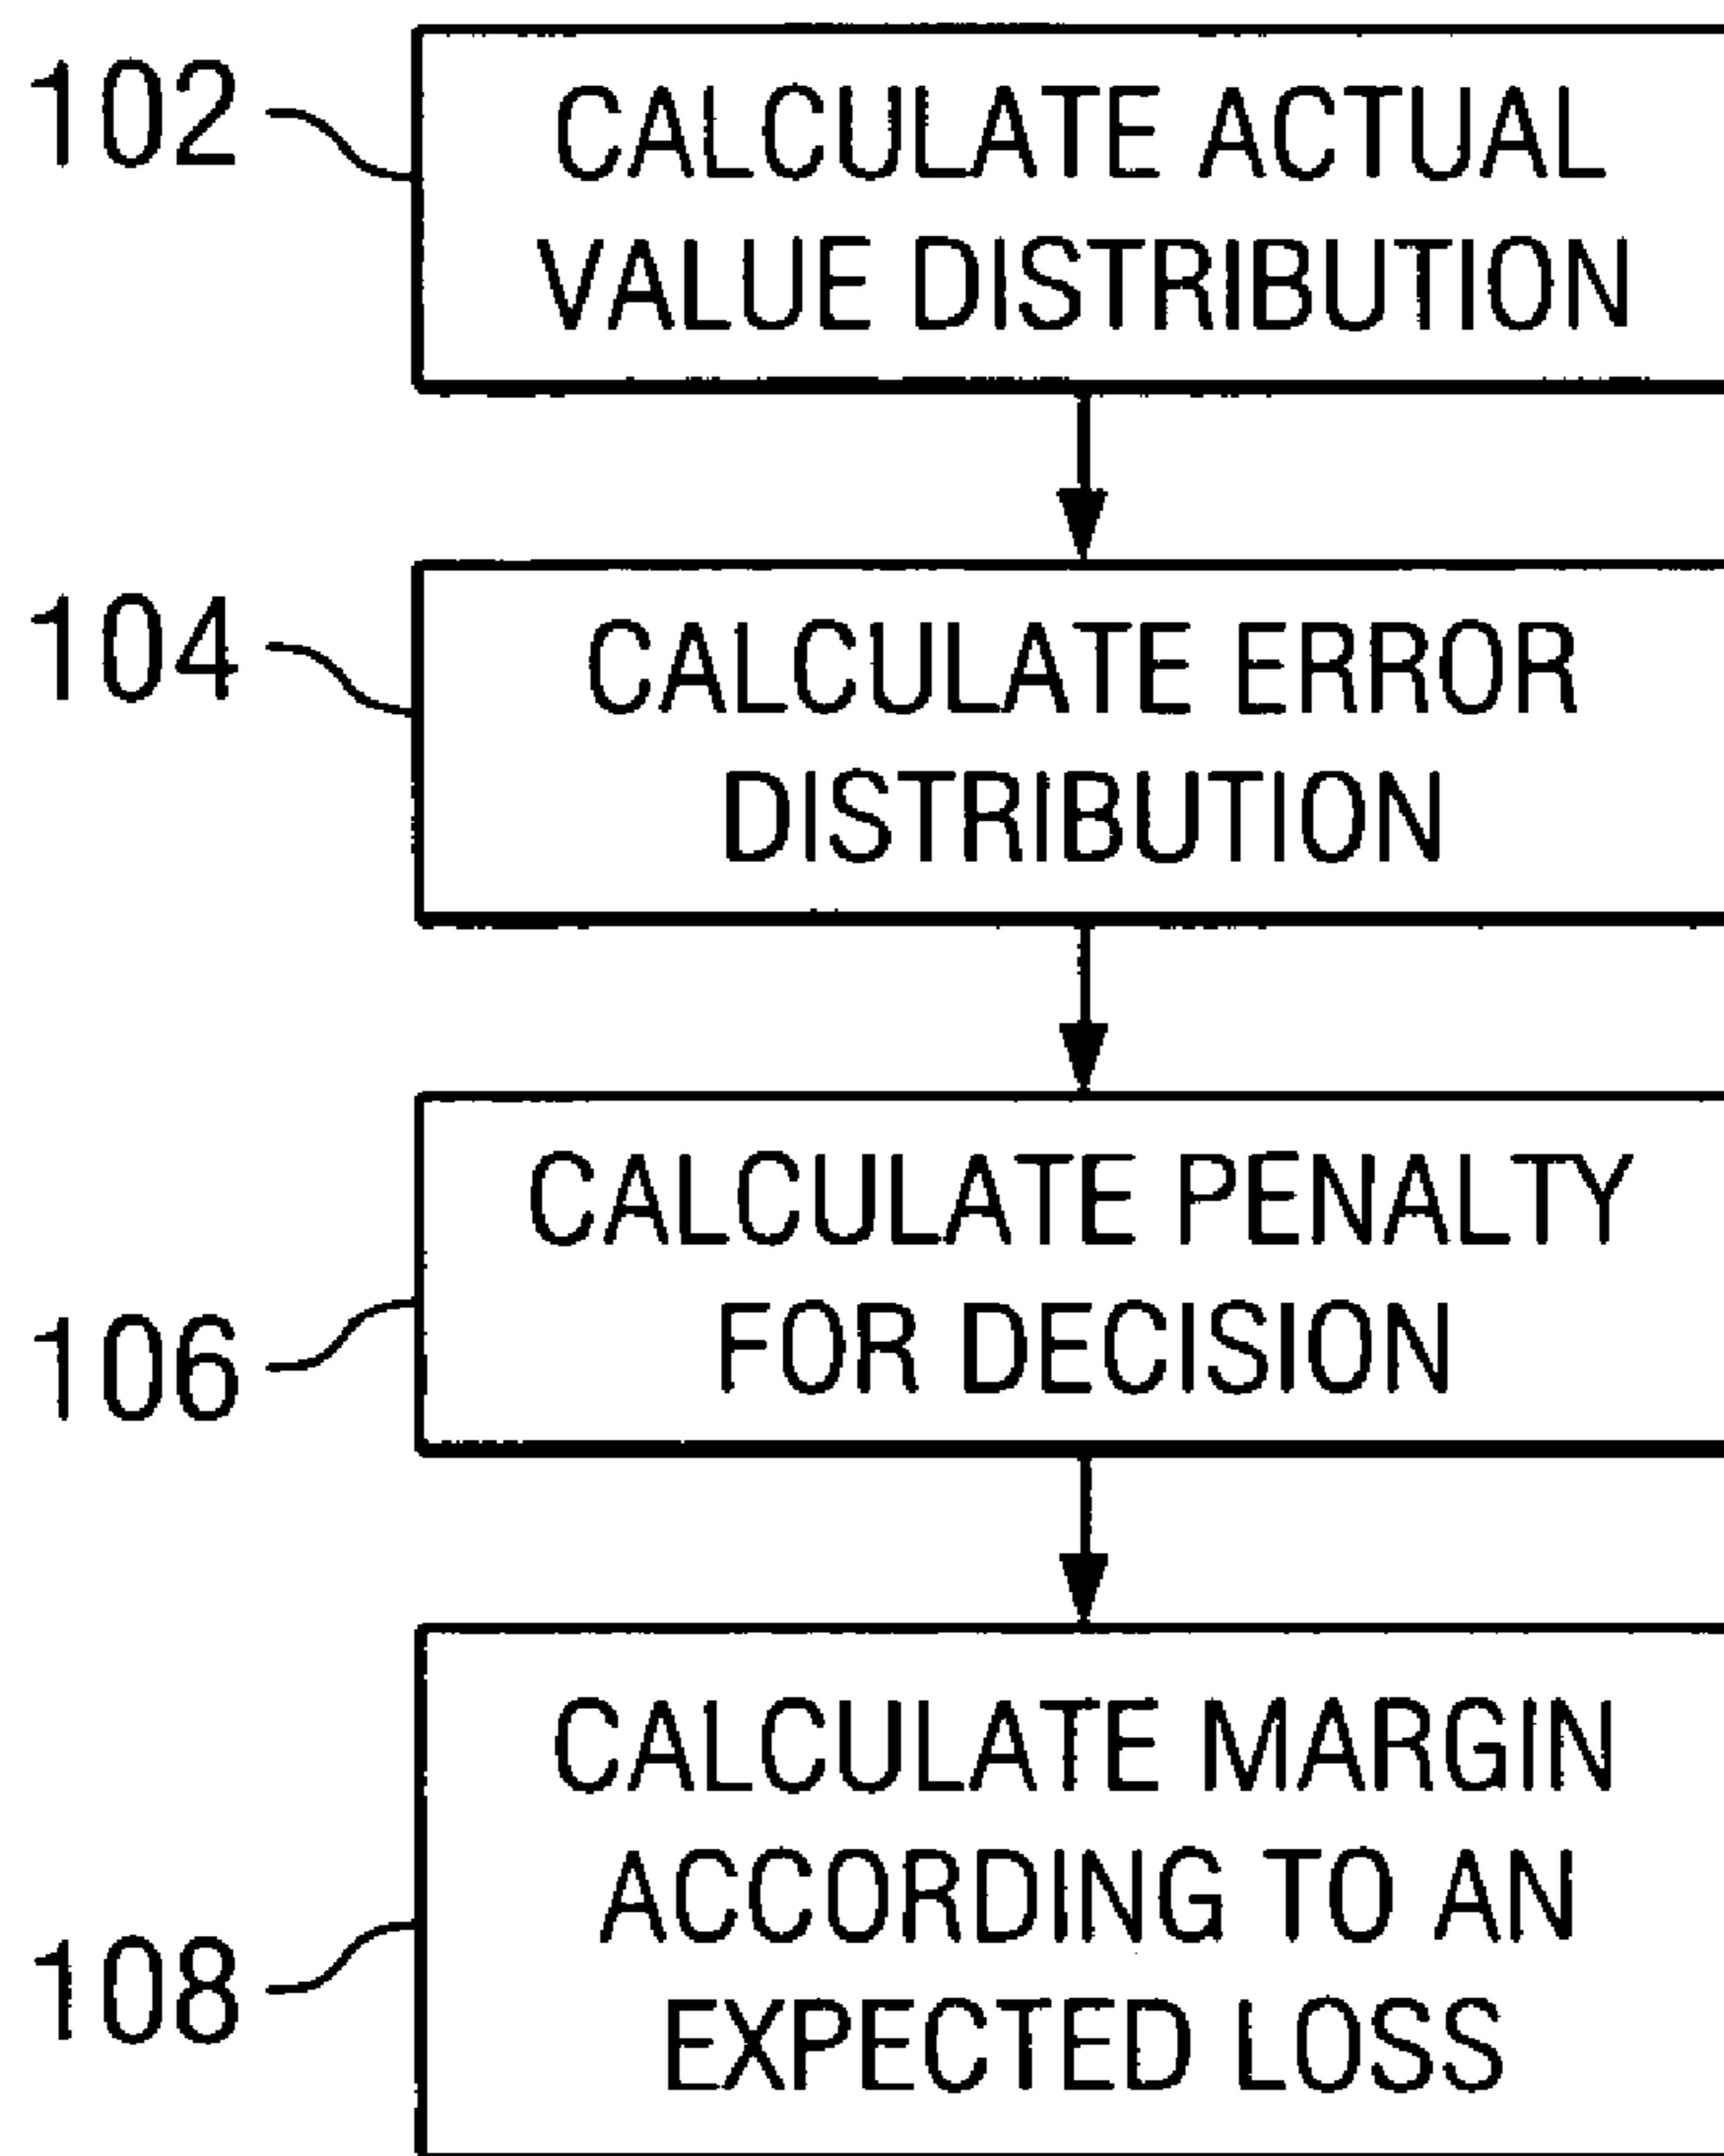 102
CALCULATE ACTUAL
VALUE DISTRIBUTION
104
CALCULATE ERROR
DISTRIBUTION
106
CALCULATE PENALTY
FOR DECISION
108
CALCULATE MARGIN
ACCORDING TO AN
EXPECTED LOSS